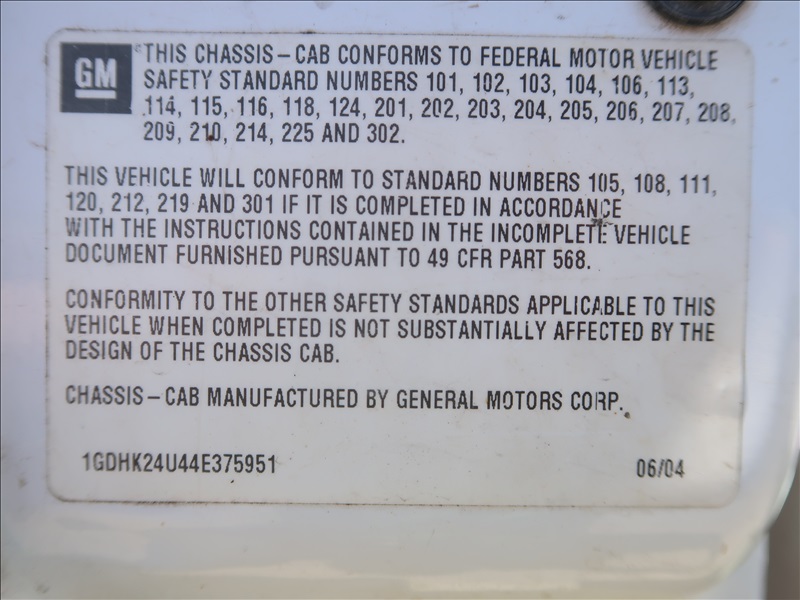 GM
THIS CHASSIS-CAB CONFORMS TO FEDERAL MOTOR VEHICLE
SAFETY STANDARD NUMBERS 101, 102, 103, 104, 106, 113,
114, 115, 116, 118, 124, 201, 202, 203, 204, 205, 206, 207, 208,
209, 210, 214, 225 AND 302.
THIS VEHICLE WILL CONFORM TO STANDARD NUMBERS 105, 108, 111,
120, 212, 219 AND 301 IF IT IS COMPLETED IN ACCORDANCE
WITH THE INSTRUCTIONS CONTAINED IN THE INCOMPLETE VEHICLE
DOCUMENT FURNISHED PURSUANT TO 49 CFR PART 568.
CONFORMITY TO THE OTHER SAFETY STANDARDS APPLICABLE TO THIS
VEHICLE WHEN COMPLETED IS NOT SUBSTANTIALLY AFFECTED BY THE
DESIGN OF THE CHASSIS CAB.
CHASSIS-CAB MANUFACTURED BY GENERAL MOTORS CORP.
1GDHK24U44E375951 06/04